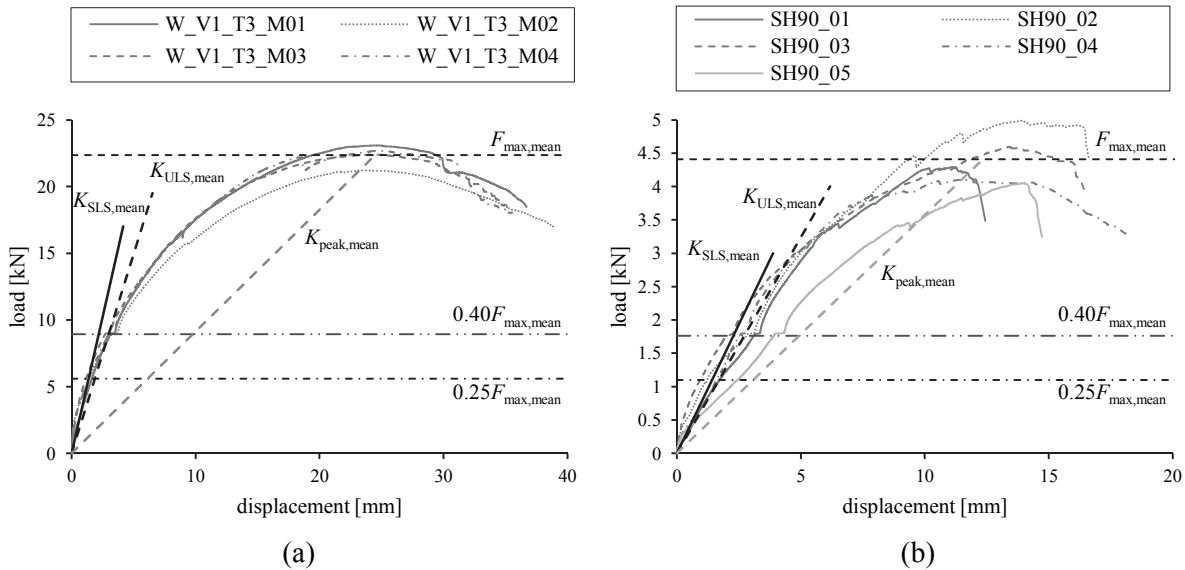 W_V1_T3_M01 W_V1_T3_M02
W_V1_T3_M03 W_V1_T3_M04
25
20
15
10
5
0
load [kN]
F_max,mean
K_ULS,mean
K_SLS,mean
K_peak,mean
0.40F_max,mean
0.25F_max,mean
0 10 20 30 40
displacement [mm]
(a)
SH90_01 SH90_02
SH90_03 SH90_04
SH90_05
5
4.5
4
3.5
3
2.5
2
1.5
1
0.5
0
load [kN]
F_max,mean
K_ULS,mean
K_SLS,mean
K_peak,mean
0.40F_max,mean
0.25F_max,mean
0 5 10 15 20
displacement [mm]
(b)